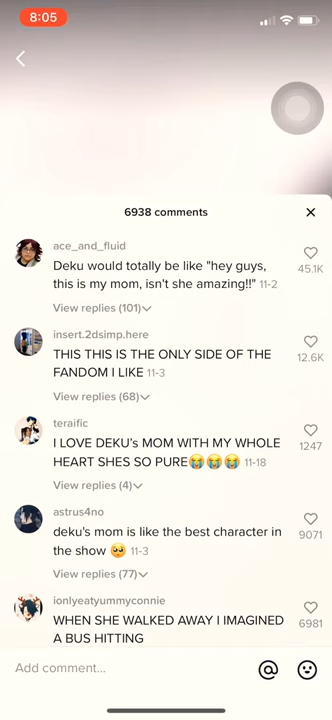 8:05
6938 comments
ace_and_fluid
Deku would totally be like "hey guys,
this is my mom, isn't she amazing!!" 11-2
45.1K
View replies (101)
insert.2dsimp.here
THIS THIS IS THE ONLY SIDE OF THE
FANDOM I LIKE 11-3
12.6K
View replies (68)
teraific
I LOVE DEKU's MOM WITH MY WHOLE
HEART SHES SO PURE😭😭😭 11-18
1247
View replies (4)
astrus4no
deku's mom is like the best character in
the show 🥺 11-3
9071
View replies (77)
ionlyeatyummyconnie
WHEN SHE WALKED AWAY I IMAGINED
A BUS HITTING
6981
Add comment...